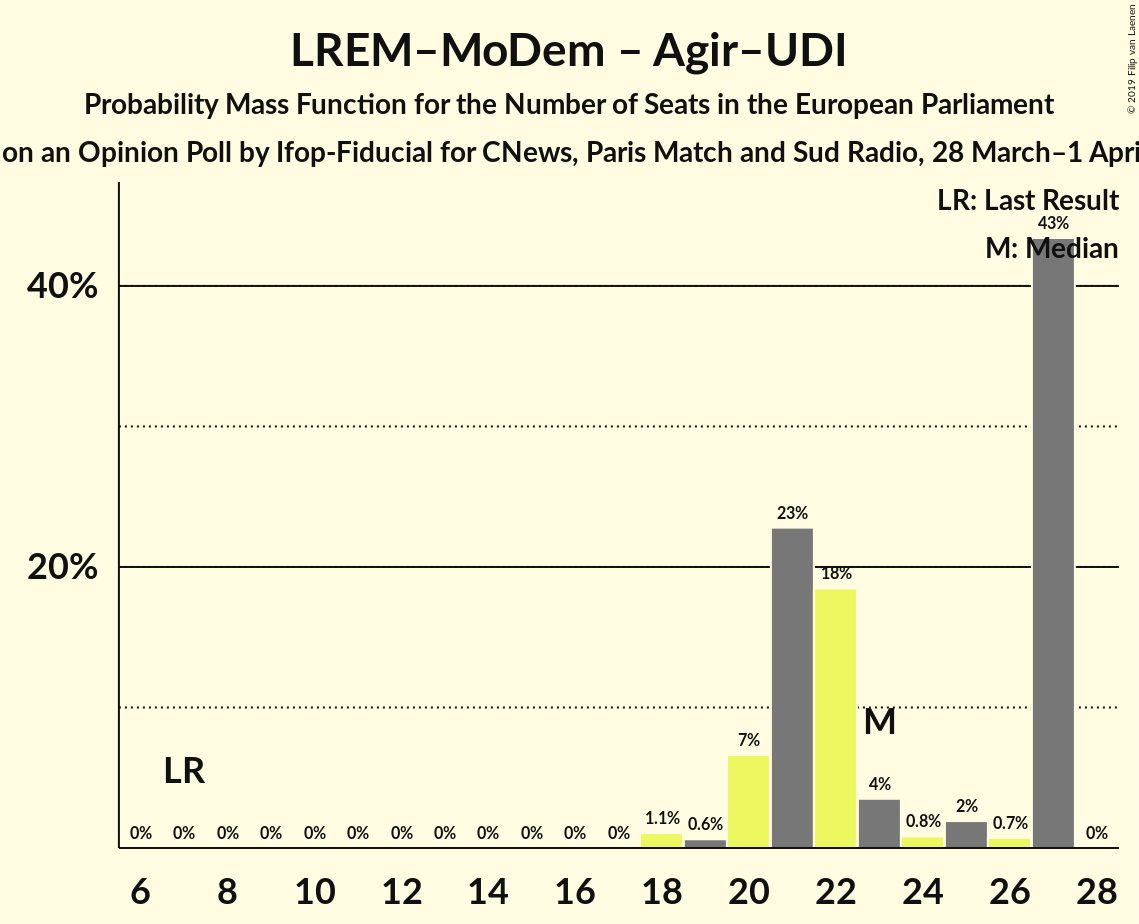 LREM–MoDem – Agir–UDI
Probability Mass Function for the Number of Seats in the European Parliament
on an Opinion Poll by Ifop-Fiducial for CNews, Paris Match and Sud Radio, 28 March–1 Apri
© 2019 Filip van Laenen
LR: Last Result
M: Median
43%
40%
23%
20%
18%
M
7%
4%
LR
2%
1.1%
0.6%
0.8%
0.7%
0% 0% 0% 0% 0% 0% 0% 0% 0% 0% 0% 0% 0%
6 8 10 12 14 16 18 20 22 24 26 28